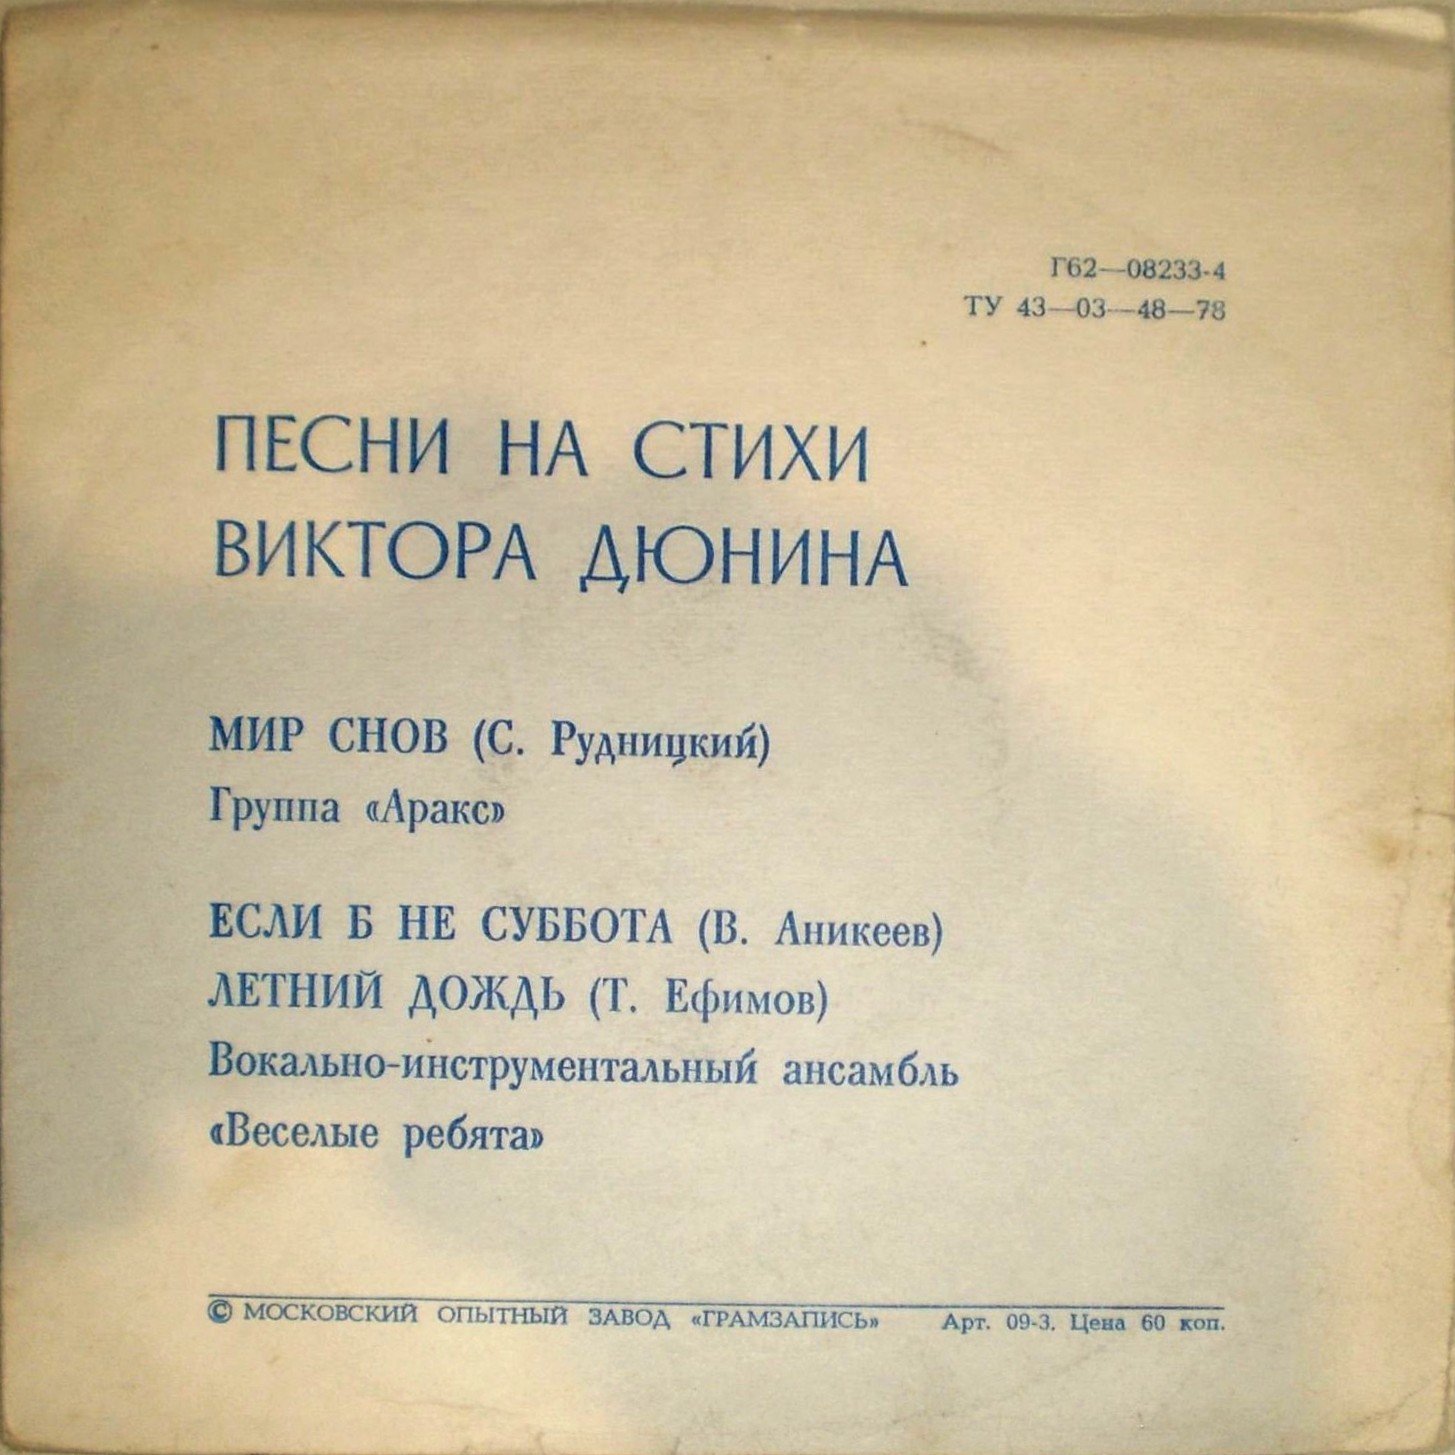 Г62—08233-4
ТУ 43—03—48—78
ПЕСНИ НА СТИХИ
ВИКТОРА ДЮНИНА
МИР СНОВ (С. Рудницкий)
Группа «Аракс»
ЕСЛИ Б НЕ СУББОТА (В. Аникеев)
ЛЕТНИЙ ДОЖДЬ (Т. Ефимов)
Вокально-инструментальный ансамбль
«Веселые ребята»
© МОСКОВСКИЙ ОПЫТНЫЙ ЗАВОД «ГРАМЗАПИСЬ» Арт. 09-3. Цена 60 коп.